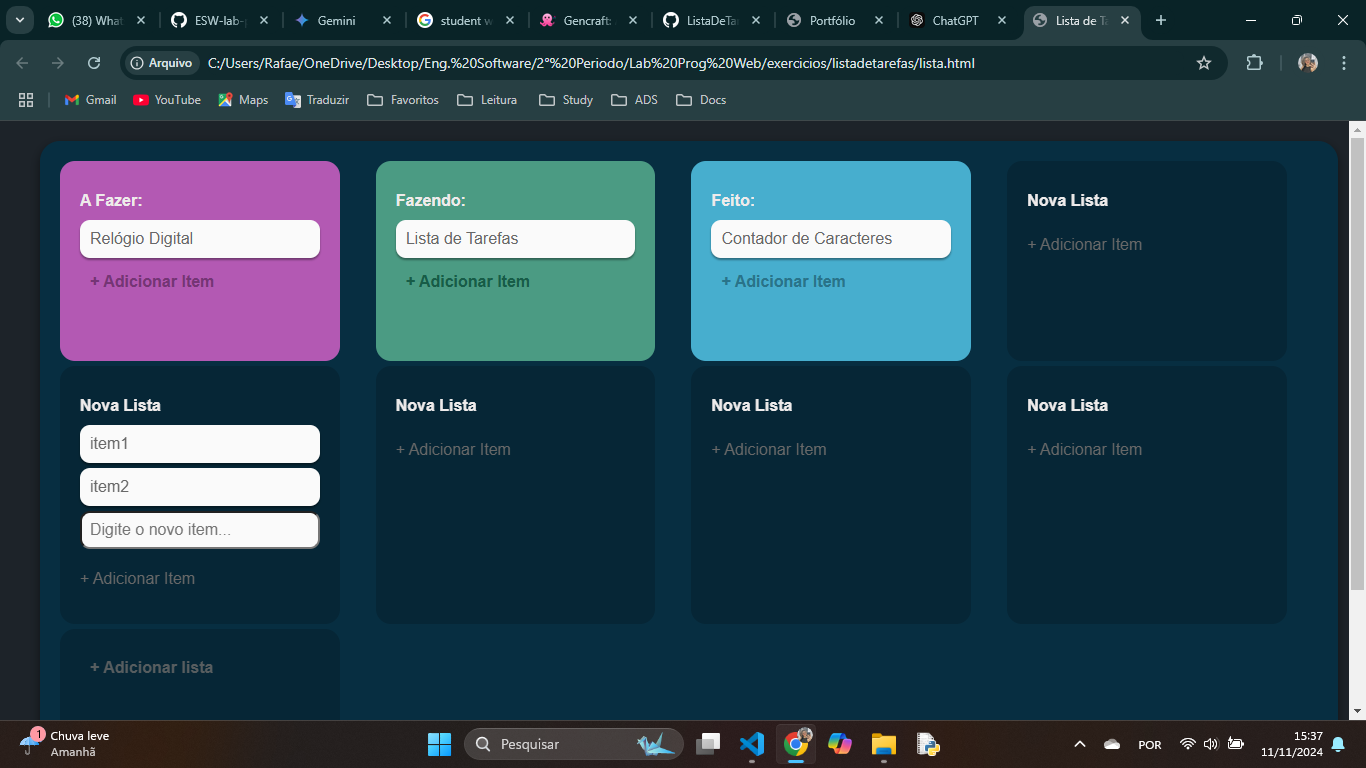 (38) What
ESW-lab-p
Gemini
student w
Gencraft:
ListaDeTar
Portfólio
ChatGPT
Lista de Ta
Arquivo
C:/Users/Rafae/OneDrive/Desktop/Eng.%20Software/2°%20Periodo/Lab%20Prog%20Web/exercicios/listadetarefas/lista.html
Gmail
YouTube
Maps
Traduzir
Favoritos
Leitura
Study
ADS
Docs
A Fazer:
Relógio Digital
+ Adicionar Item
Fazendo:
Lista de Tarefas
+ Adicionar Item
Feito:
Contador de Caracteres
+ Adicionar Item
Nova Lista
+ Adicionar Item
Nova Lista
item1
item2
Digite o novo item...
+ Adicionar Item
Nova Lista
+ Adicionar Item
Nova Lista
+ Adicionar Item
Nova Lista
+ Adicionar Item
+ Adicionar lista
1
Chuva leve
Amanhã
Pesquisar
POR
15:37
11/11/2024